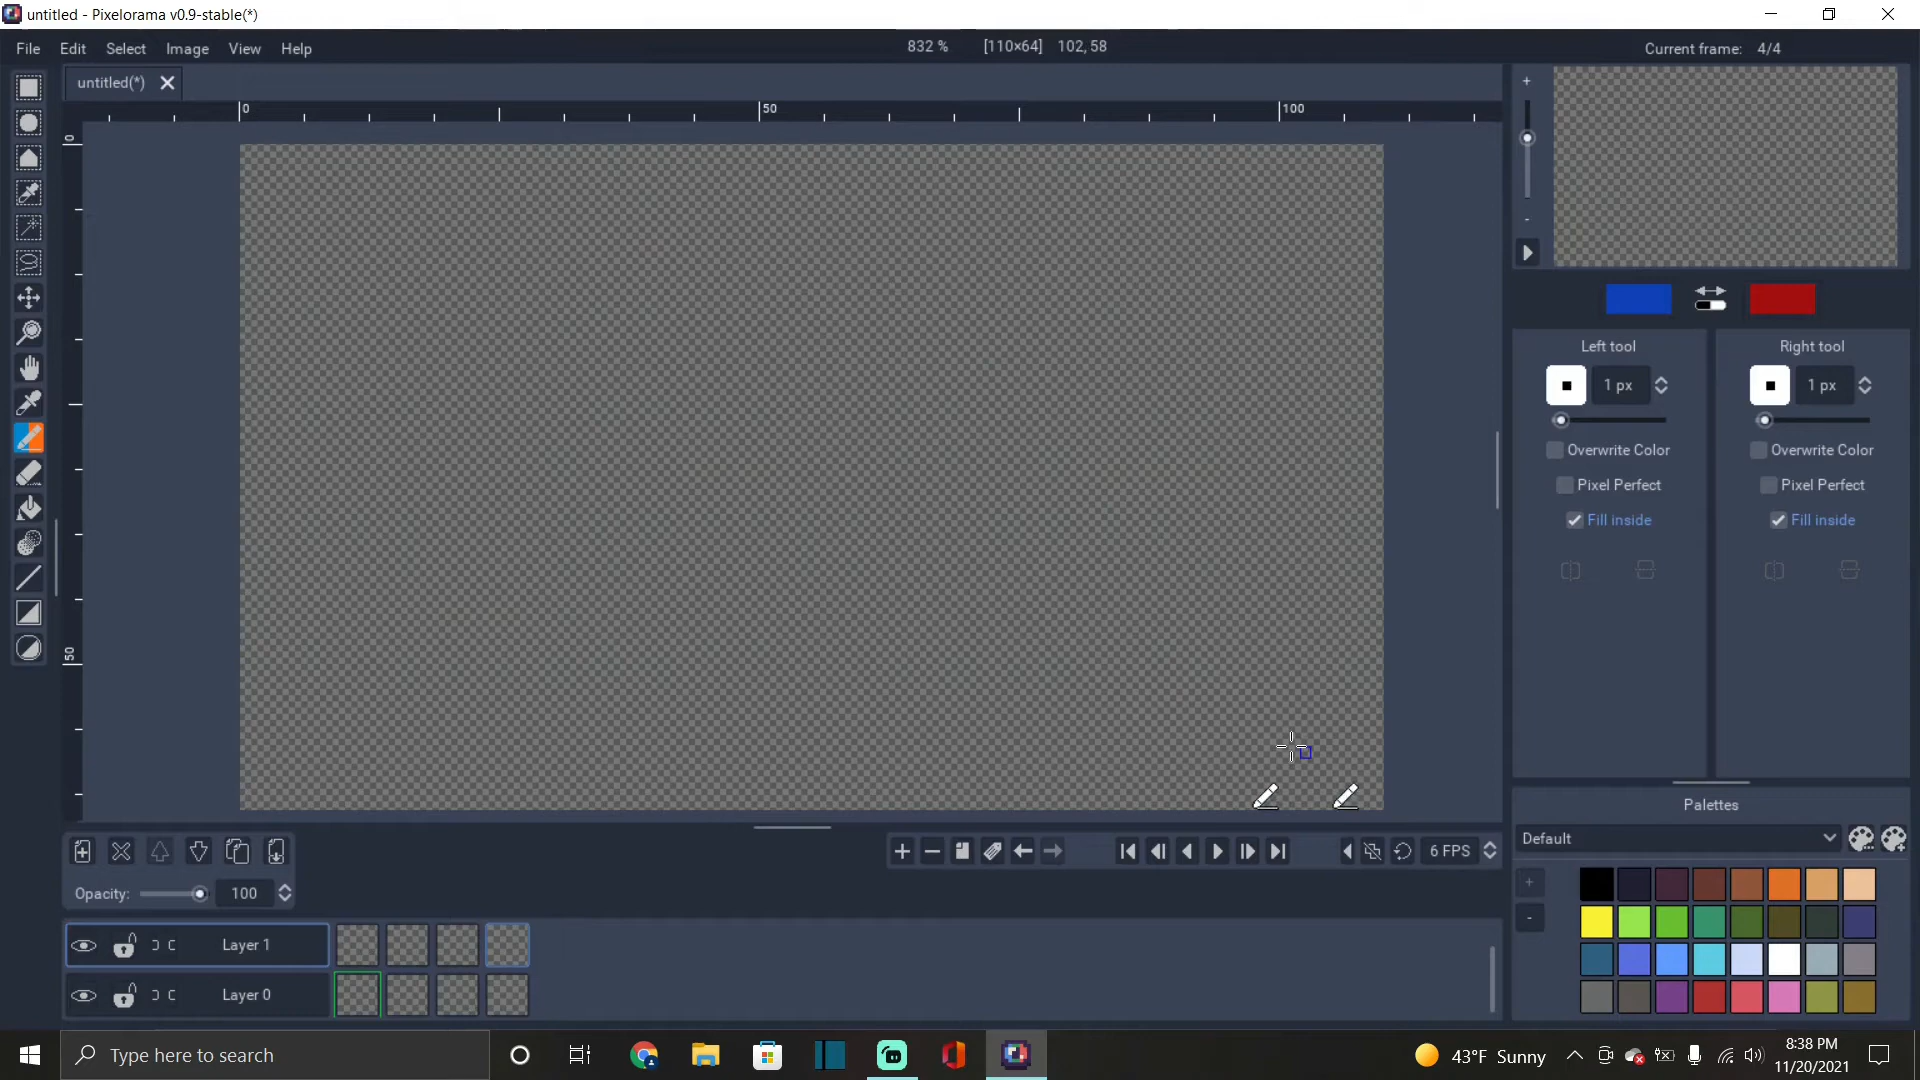 untitled - Pixelorama v0.9-stable(*)
File Edit Select Image View Help
832 % [110×64] 102, 58
Current frame: 4/4
untitled(*)
0 50 100
0
50
Left tool
Right tool
1 px
1 px
Overwrite Color
Overwrite Color
Pixel Perfect
Pixel Perfect
Fill inside
Fill inside
Palettes
Default
6 FPS
Opacity: 100
Layer 1
Layer 0
Type here to search
43°F Sunny
8:38 PM
11/20/2021